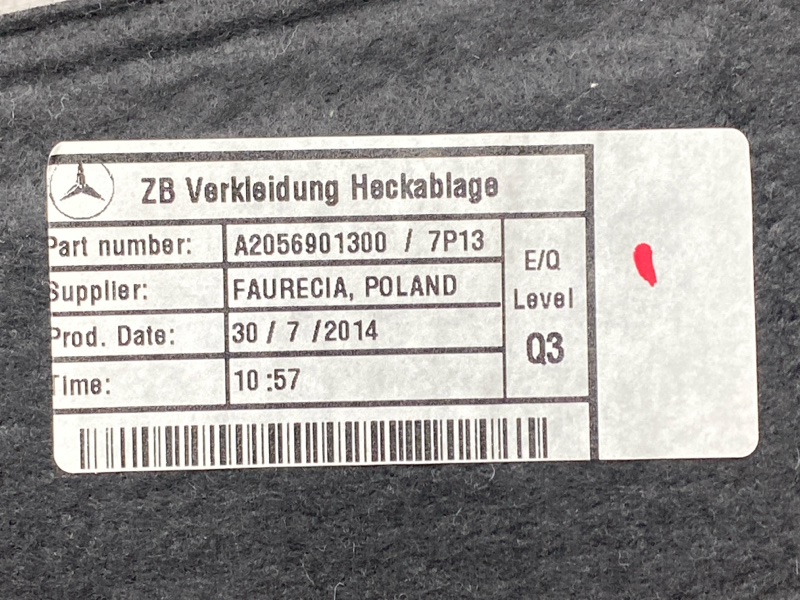 ZB Verkleidung Heckablage
Part number: A2056901300 / 7P13
Supplier: FAURECIA, POLAND
Prod. Date: 30 / 7 /2014
Time: 10 :57
E/Q
Level
Q3